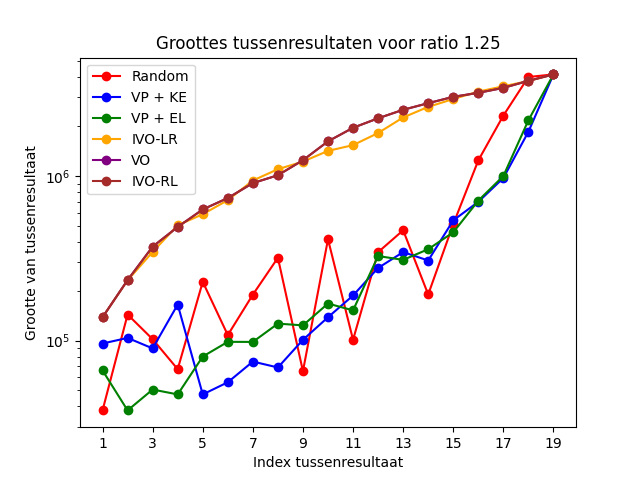 Groottes tussenresultaten voor ratio 1.25
Random
VP + KE
VP + EL
IVO-LR
VO
IVO-RL
Grootte van tussenresultaat
10^6
10^5
1 3 5 7 9 11 13 15 17 19
Index tussenresultaat